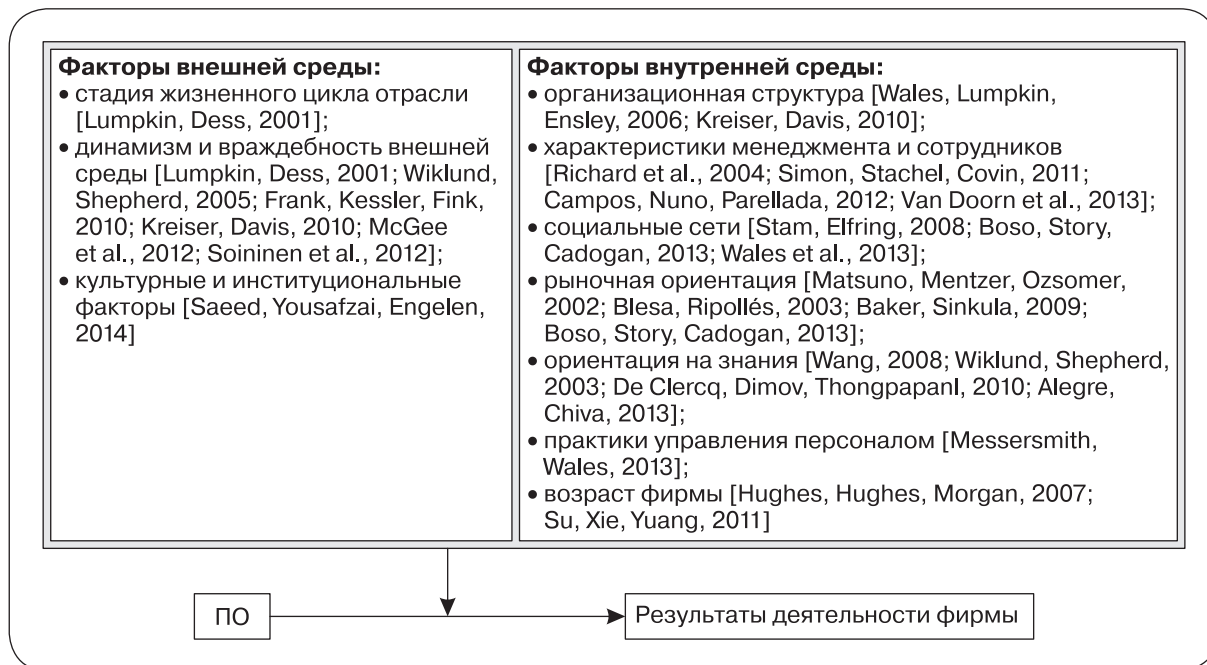 Факторы внешней среды:
• стадия жизненного цикла отрасли
[Lumpkin, Dess, 2001];
• динамизм и враждебность внешней
среды [Lumpkin, Dess, 2001; Wiklund,
Shepherd, 2005; Frank, Kessler, Fink,
2010; Kreiser, Davis, 2010; McGee
et al., 2012; Soininen et al., 2012];
• культурные и институциональные
факторы [Saeed, Yousafzai, Engelen,
2014]
Факторы внутренней среды:
• организационная структура [Wales, Lumpkin,
Ensley, 2006; Kreiser, Davis, 2010];
• характеристики менеджмента и сотрудников
[Richard et al., 2004; Simon, Stachel, Covin, 2011;
Campos, Nuno, Parellada, 2012; Van Doorn et al., 2013];
• социальные сети [Stam, Elfring, 2008; Boso, Story,
Cadogan, 2013; Wales et al., 2013];
• рыночная ориентация [Matsuno, Mentzer, Ozsomer,
2002; Blesa, Ripollés, 2003; Baker, Sinkula, 2009;
Boso, Story, Cadogan, 2013];
• ориентация на знания [Wang, 2008; Wiklund, Shepherd,
2003; De Clercq, Dimov, Thongpapanl, 2010; Alegre,
Chiva, 2013];
• практики управления персоналом [Messersmith,
Wales, 2013];
• возраст фирмы [Hughes, Hughes, Morgan, 2007;
Su, Xie, Yuang, 2011]
ПО
Результаты деятельности фирмы